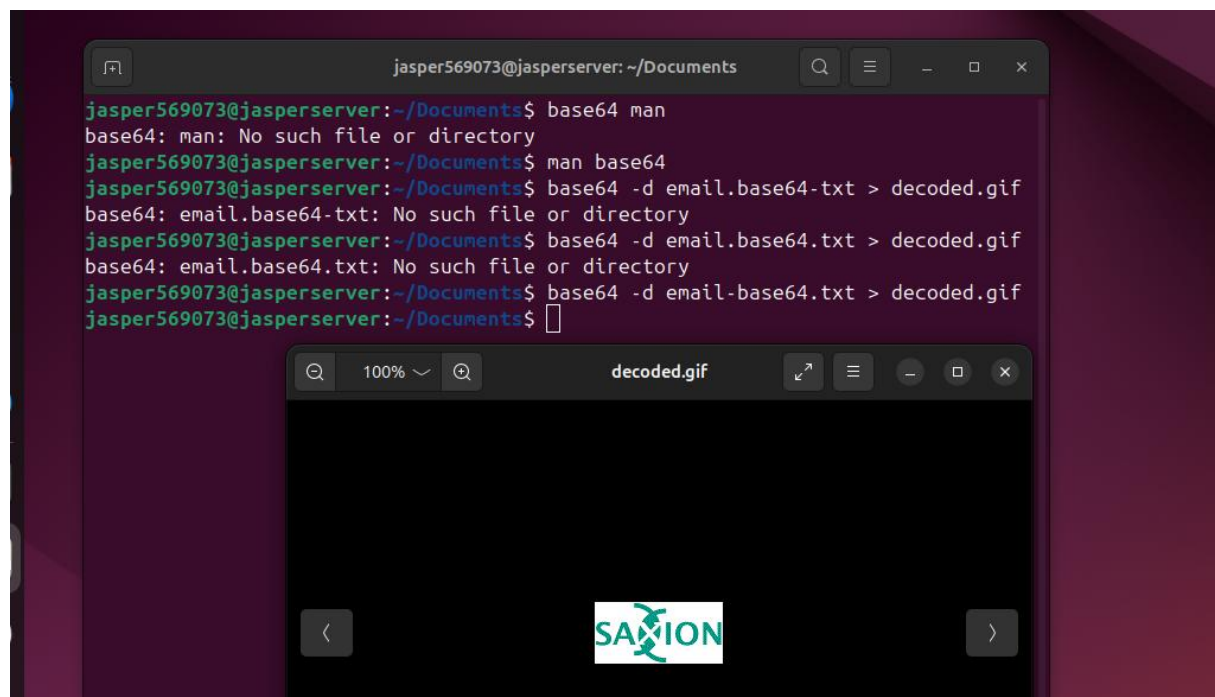 jasper569073@jasperserver: ~/Documents
jasper569073@jasperserver:~/Documents$ base64 man
base64: man: No such file or directory
jasper569073@jasperserver:~/Documents$ man base64
jasper569073@jasperserver:~/Documents$ base64 -d email.base64-txt > decoded.gif
base64: email.base64-txt: No such file or directory
jasper569073@jasperserver:~/Documents$ base64 -d email.base64.txt > decoded.gif
base64: email.base64.txt: No such file or directory
jasper569073@jasperserver:~/Documents$ base64 -d email-base64.txt > decoded.gif
jasper569073@jasperserver:~/Documents$
100% decoded.gif
SAXION